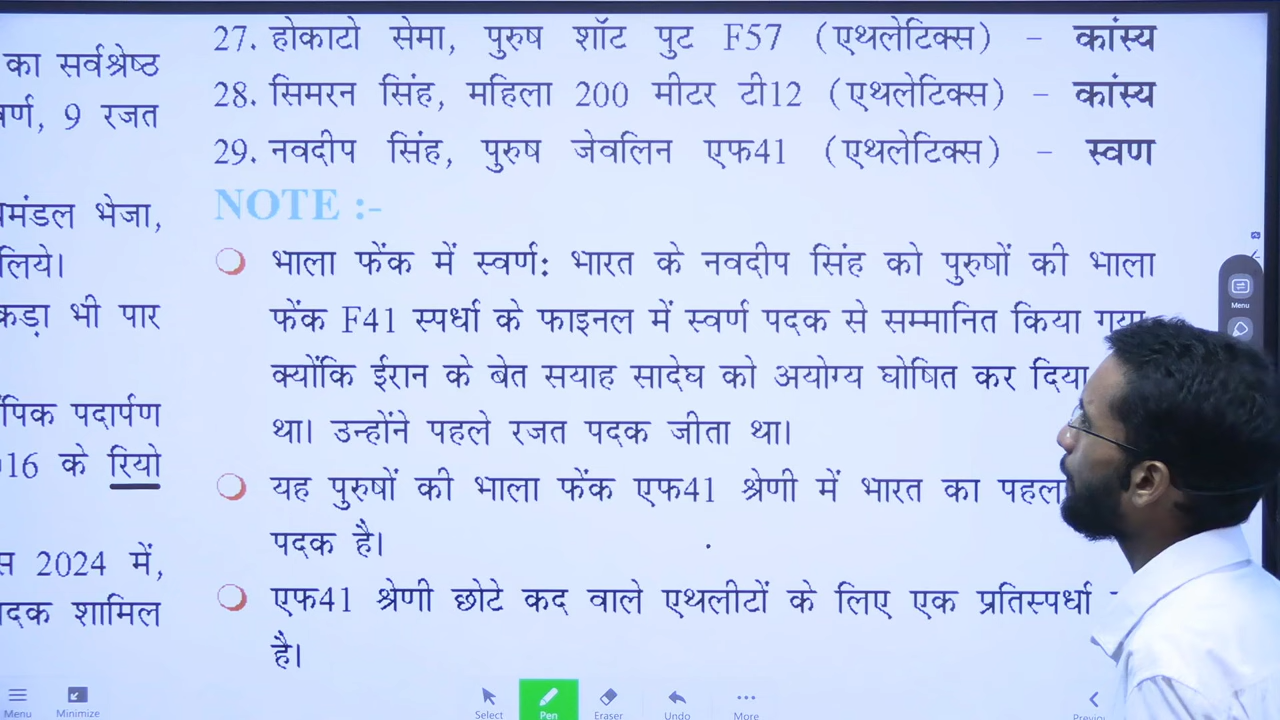 का सर्वश्रेष्ठ
9 रजत
भेजा,
लिये।
भी पार
पदार्पण
के रियो
2024 में,
शामिल
27. होकाटो सेमा, पुरुष शॉट पुट F57 (एथलेटिक्स) - कांस्य
28. सिमरन सिंह, महिला 200 मीटर टी12 (एथलेटिक्स) - कांस्य
29. नवदीप सिंह, पुरुष जेवलिन एफ41 (एथलेटिक्स) - स्वण
NOTE :-
भाला फेंक में स्वर्ण: भारत के नवदीप सिंह को पुरुषों की भाला
फेंक F41 स्पर्धा के फाइनल में स्वर्ण पदक से सम्मानित किया गया
क्योंकि ईरान के बेत सयाह सादेघ को अयोग्य घोषित कर दिया
था। उन्होंने पहले रजत पदक जीता था।
यह पुरुषों की भाला फेंक एफ41 श्रेणी में भारत का
पदक है।
एफ41 श्रेणी छोटे कद वाले एथलीटों के लिए एक प्रतिस्पर्धा
है।
Menu
Menu Minimize Select Pen Eraser Undo More